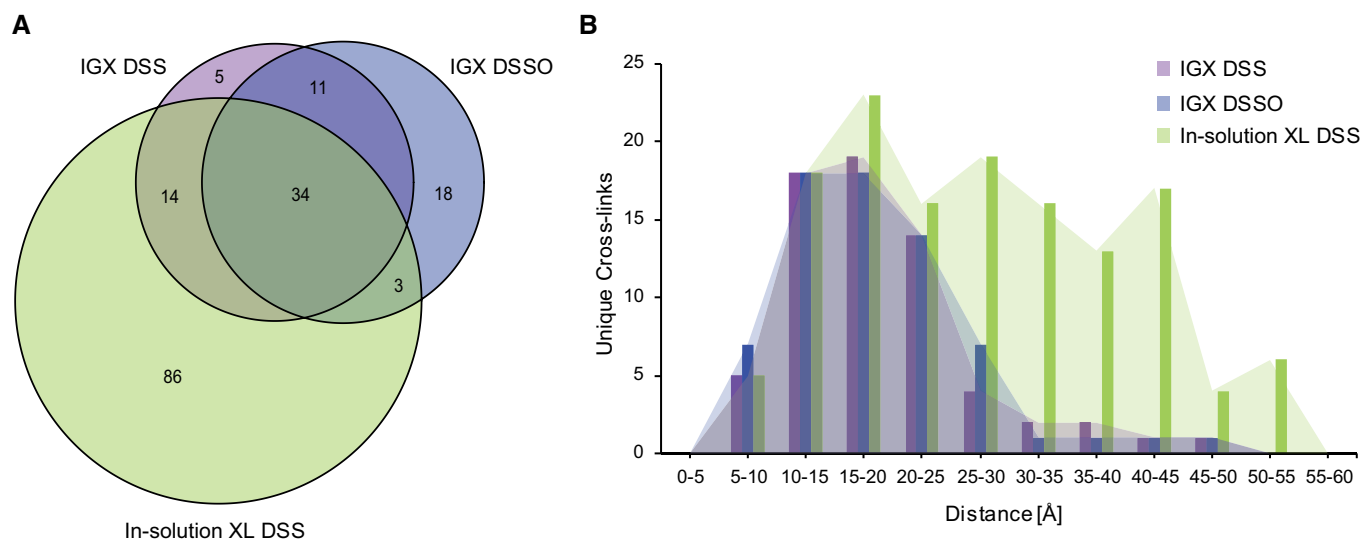 A
IGX DSS
IGX DSSO
5
11
14
34
18
3
86
In-solution XL DSS
B
IGX DSS
IGX DSSO
In-solution XL DSS
Unique Cross-links
25
20
15
10
5
0
0-5 5-10 10-15 15-20 20-25 25-30 30-35 35-40 40-45 45-50 50-55 55-60
Distance [Å]